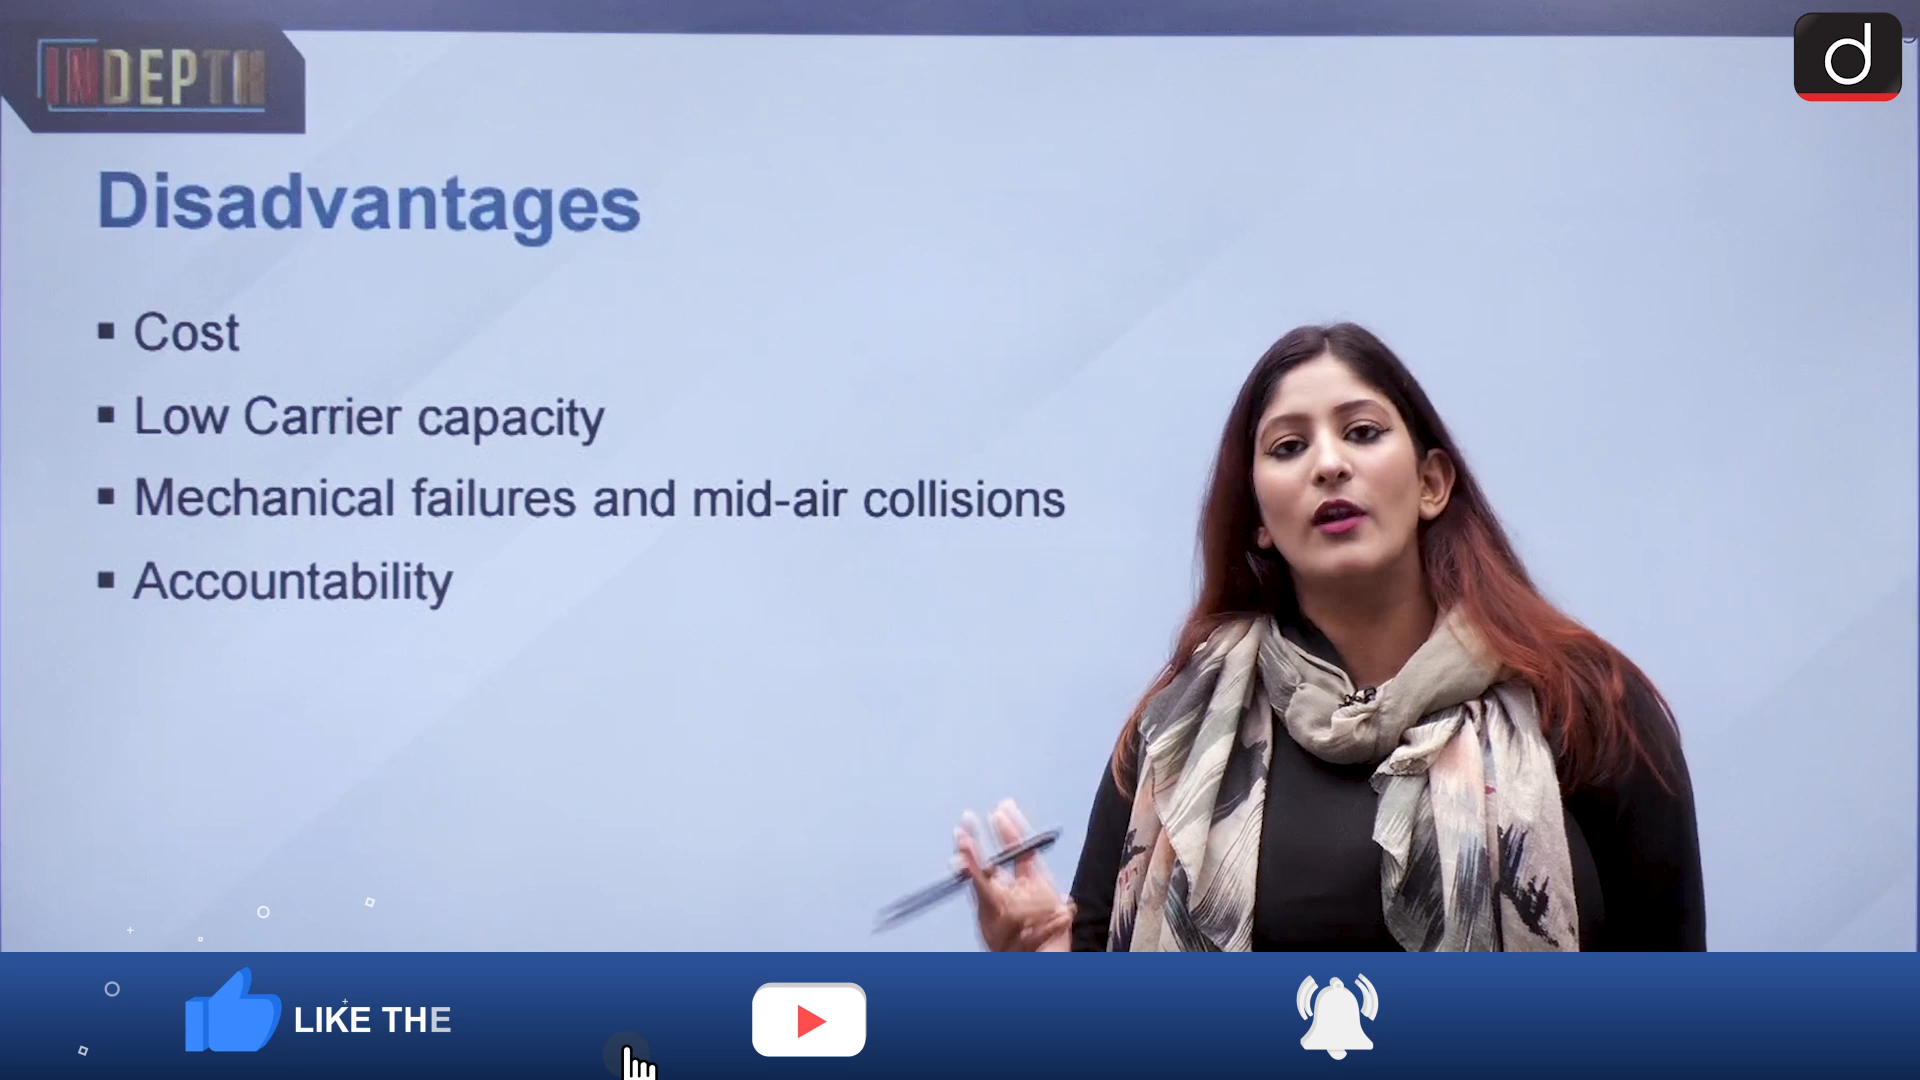 INDEPTH
d
Disadvantages
▪ Cost
▪ Low Carrier capacity
▪ Mechanical failures and mid-air collisions
▪ Accountability
LIKE THE